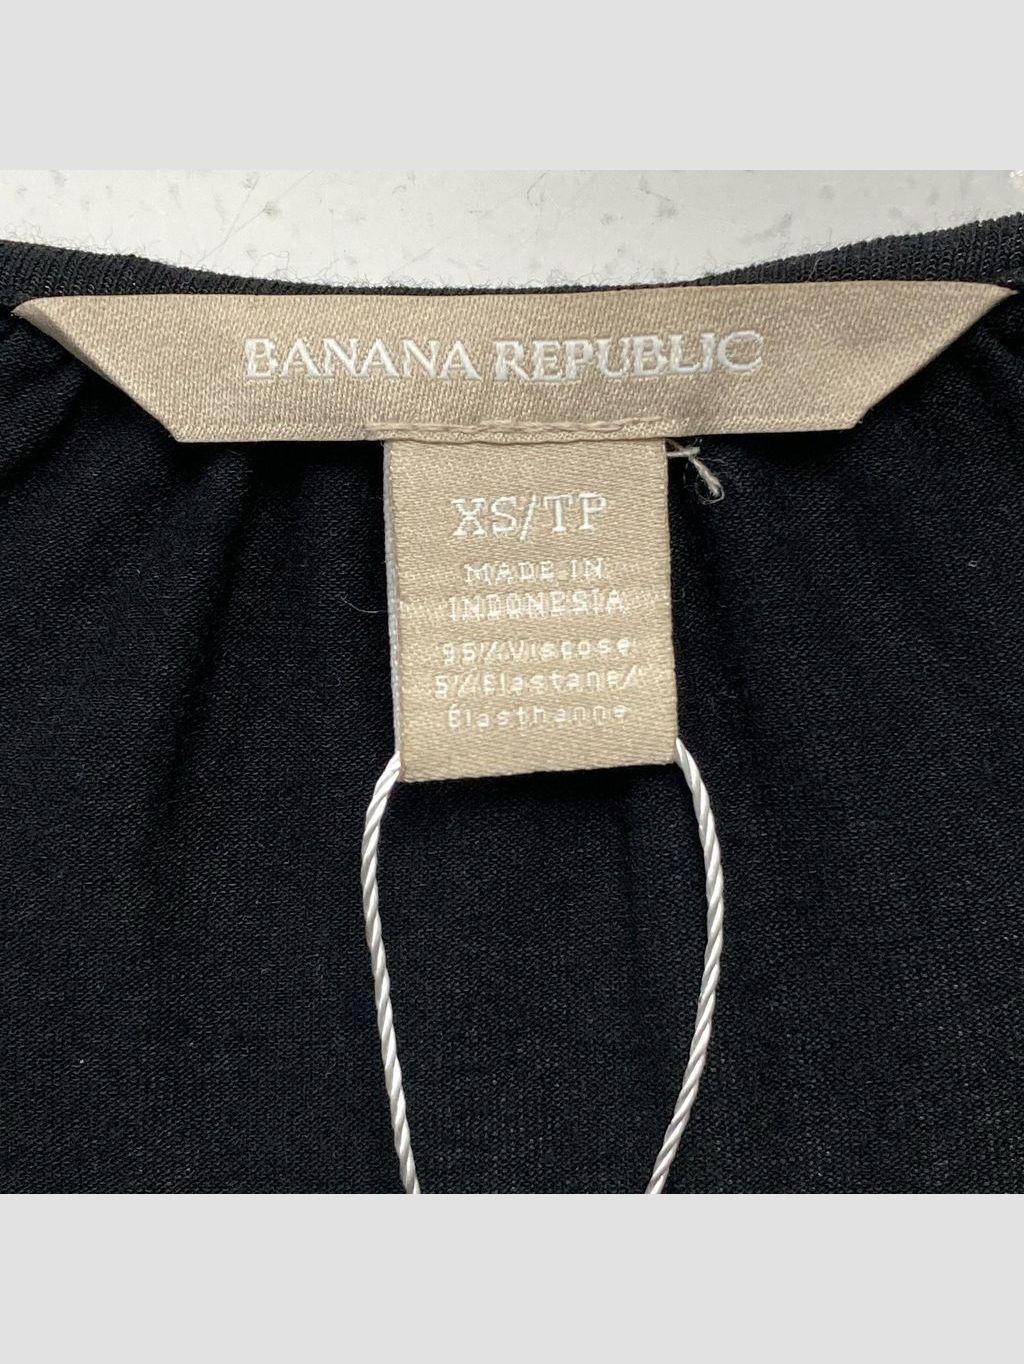 BANANA REPUBLIC
XS/TP
MADE IN
INDONESIA
95% Viscose
5% Elastane/
Élasthanne